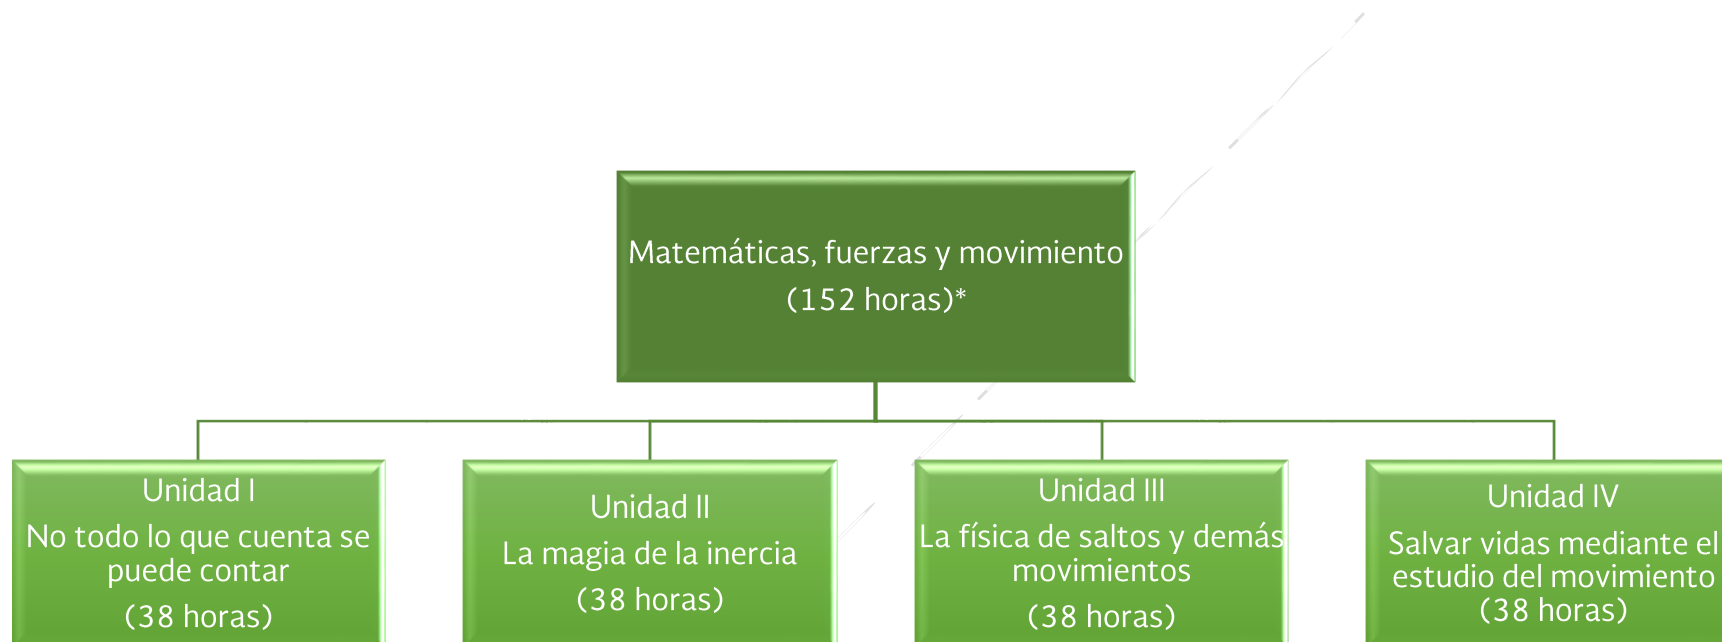 Matemáticas, fuerzas y movimiento
(152 horas)*
Unidad I
No todo lo que cuenta se
puede contar
(38 horas)
Unidad II
La magia de la inercia
(38 horas)
Unidad III
La física de saltos y demás
movimientos
(38 horas)
Unidad IV
Salvar vidas mediante el
estudio del movimiento
(38 horas)